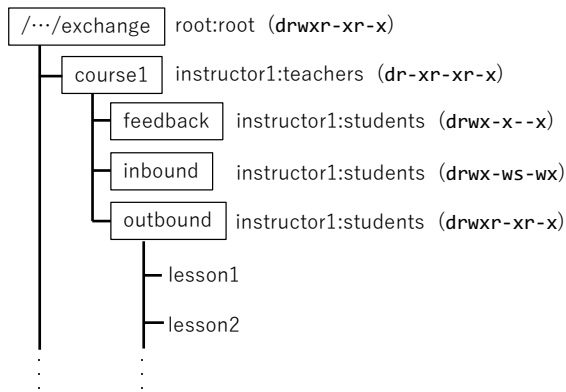 /…/exchange root:root (drwxr-xr-x)
course1 instructor1:teachers (dr-xr-xr-x)
feedback instructor1:students (drwx-x--x)
inbound instructor1:students (drwx-ws-wx)
outbound instructor1:students (drwxr-xr-x)
lesson1
lesson2